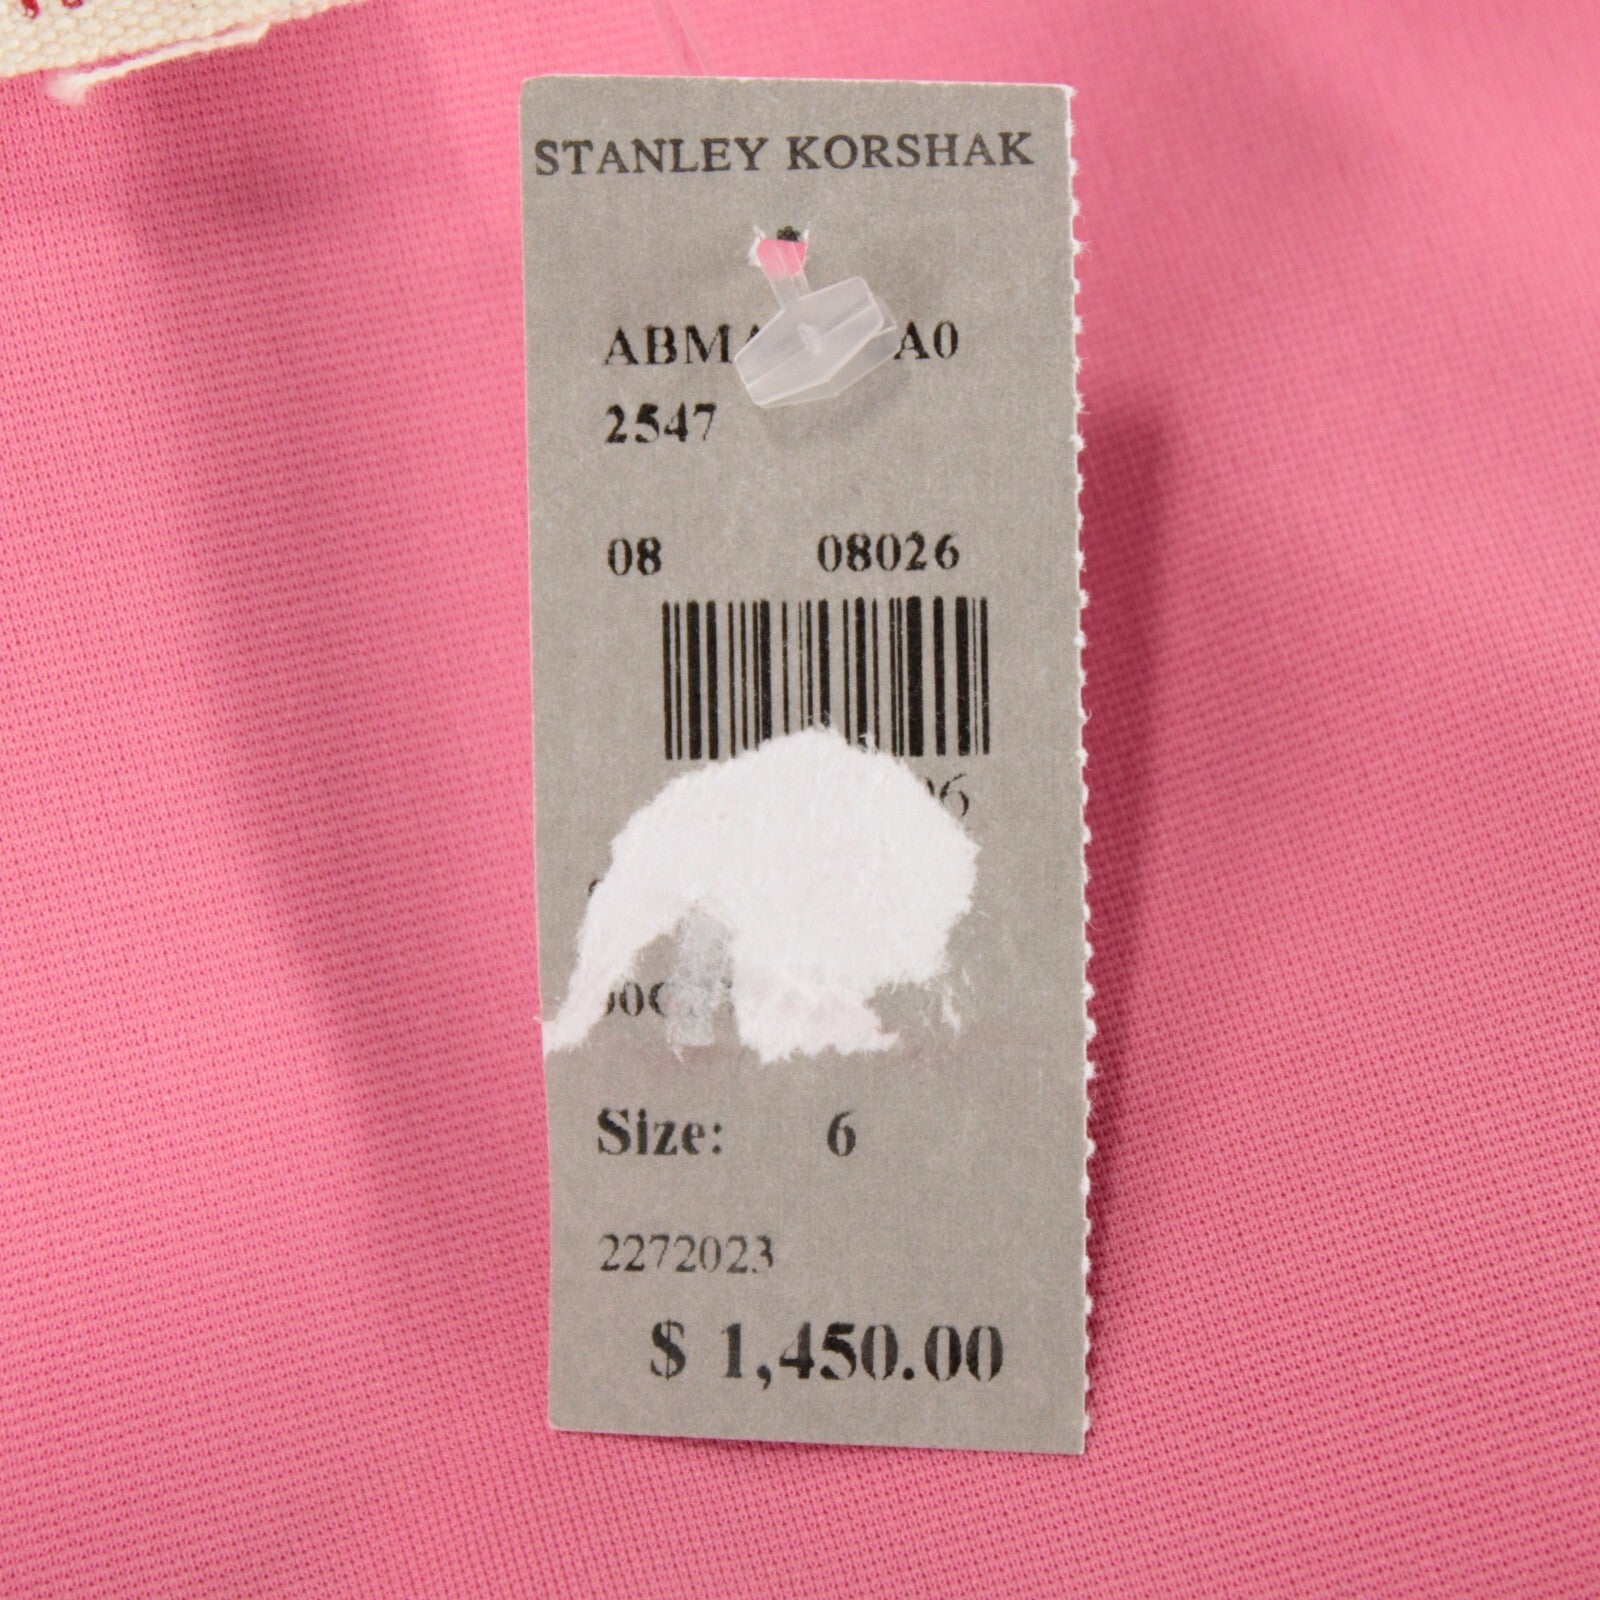 STANLEY KORSHAK
2547
08 08026
Size: 6
2272023
$ 1,450.00